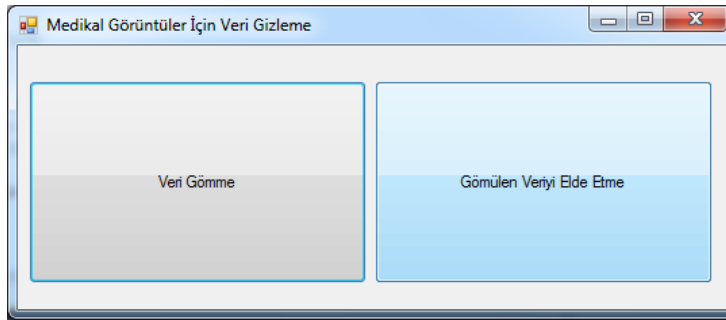 Medikal Görüntüler İçin Veri Gizleme
Veri Gömme
Gömülen Veriyi Elde Etme